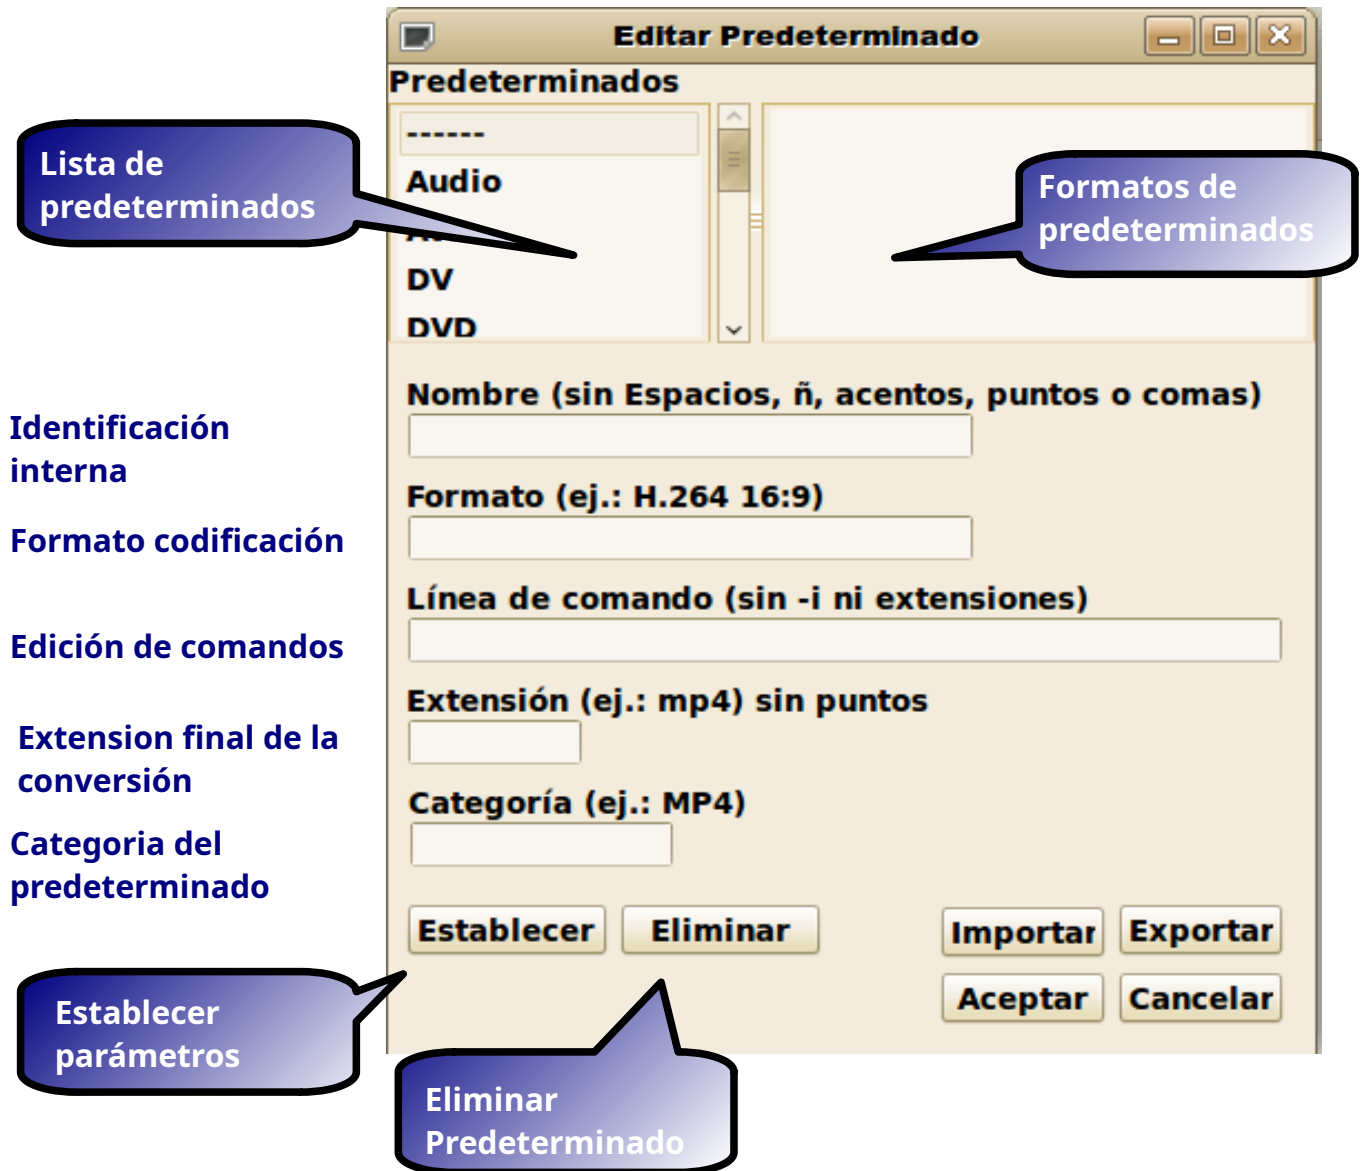 Editar Predeterminado
Predeterminados
------
Audio
DV
DVD
Lista de
predeterminados
Formatos de
predeterminados
Nombre (sin Espacios, ñ, acentos, puntos o comas)
Identificación
interna
Formato (ej.: H.264 16:9)
Formato codificación
Línea de comando (sin -i ni extensiones)
Edición de comandos
Extensión (ej.: mp4) sin puntos
Extension final de la
conversión
Categoría (ej.: MP4)
Categoria del
predeterminado
Establecer Eliminar Importar Exportar
Aceptar Cancelar
Establecer
parámetros
Eliminar
Predeterminado